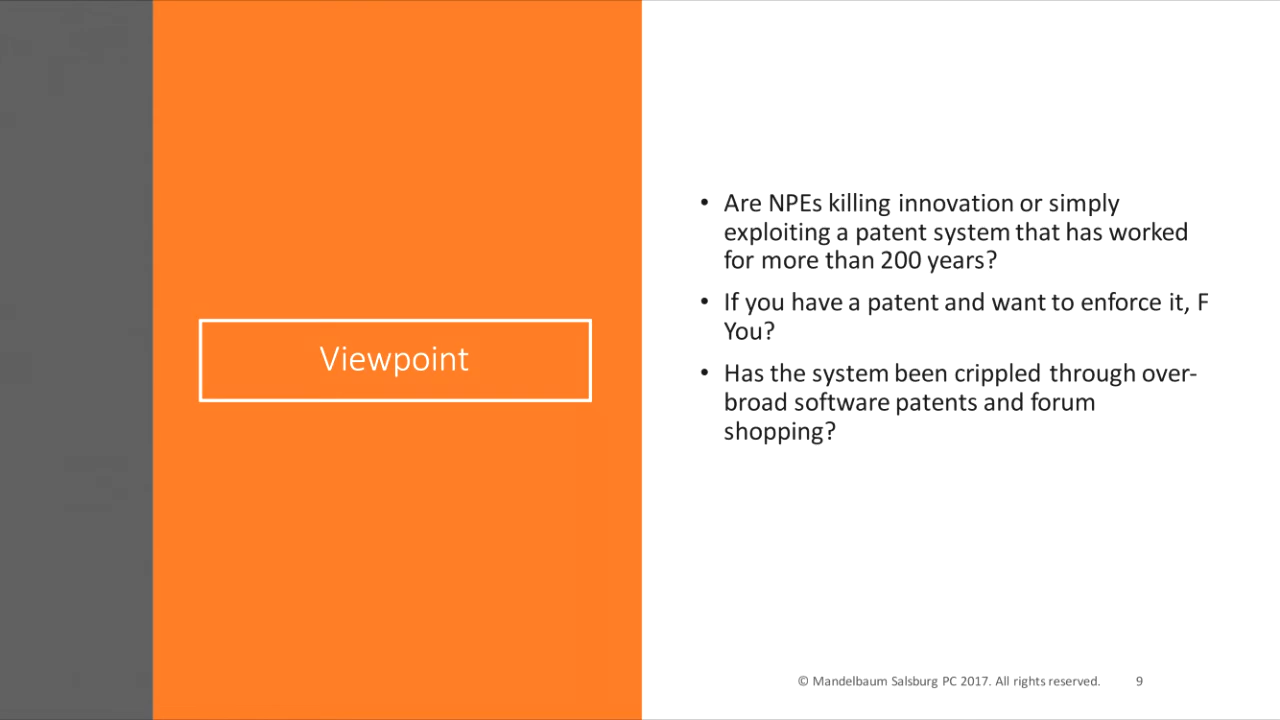 Viewpoint
• Are NPEs killing innovation or simply
exploiting a patent system that has worked
for more than 200 years?
• If you have a patent and want to enforce it, F
You?
• Has the system been crippled through over-
broad software patents and forum
shopping?
© Mandelbaum Salsburg PC 2017. All rights reserved. 9